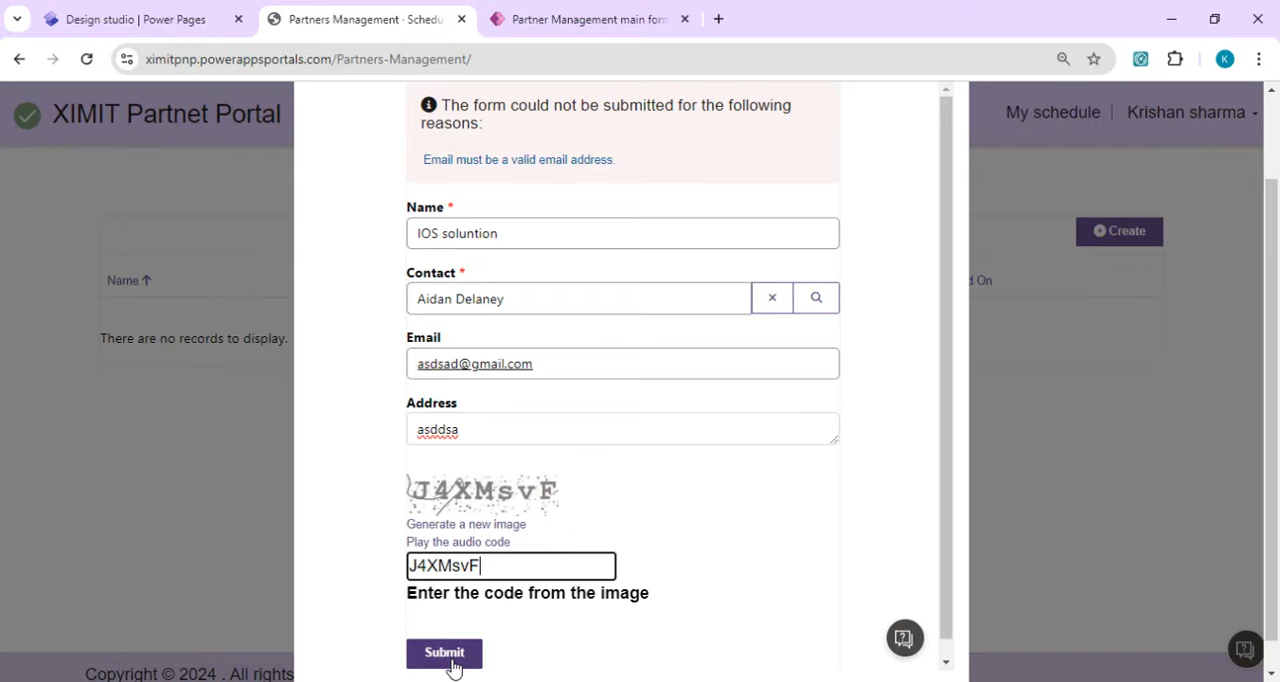 Design studio | Power Pages
Partners Management · Schedu
Partner Management main form
ximitpnp.powerappsportals.com/Partners-Management/
K
XIMIT Partnet Portal
My schedule
Krishan sharma
The form could not be submitted for the following
reasons:
Email must be a valid email address.
Name *
IOS soluntion
Create
Contact *
Name
d On
Aidan Delaney
Email
There are no records to display.
asdsad@gmail.com
Address
asddsa
J4XMsvF
Generate a new image
Play the audio code
J4XMsvF
Enter the code from the image
Submit
Copyright © 2024 . All rights